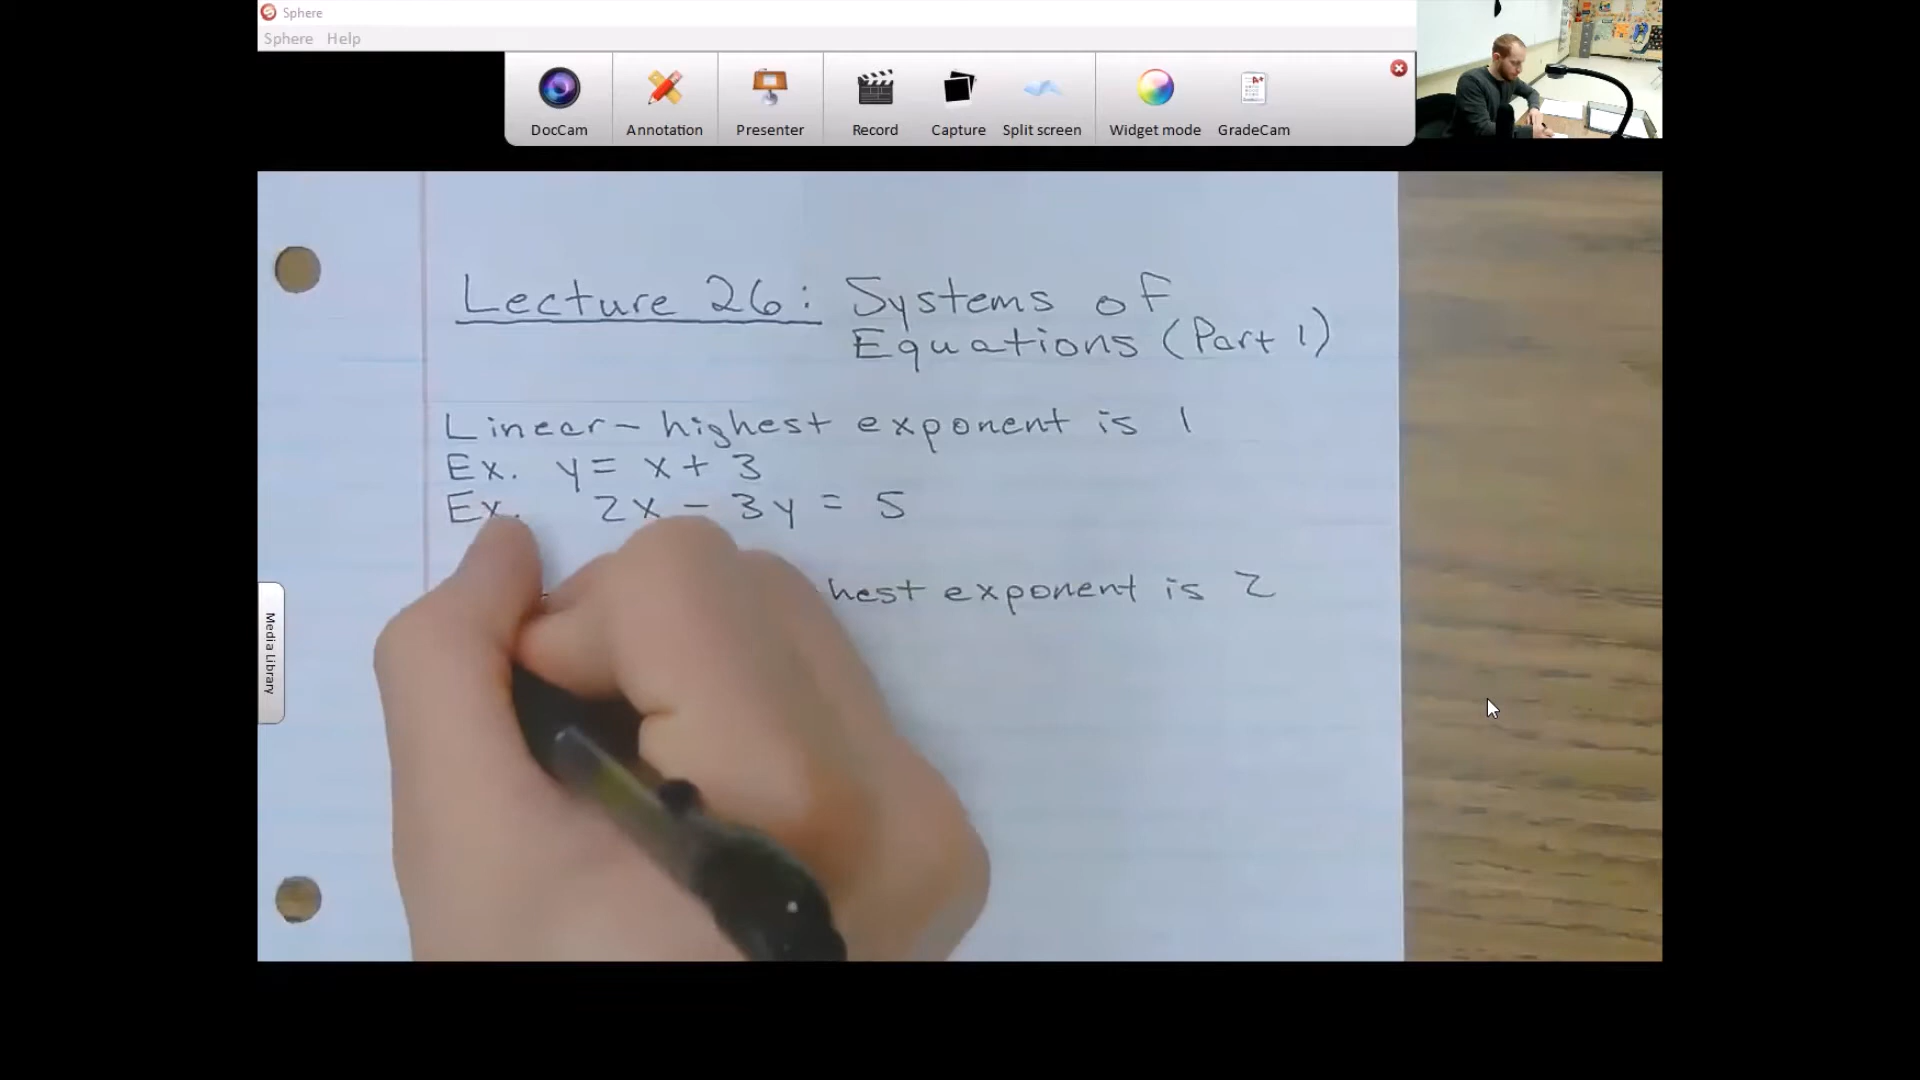 Sphere
Sphere Help
DocCam Annotation Presenter Record Capture Split screen Widget mode GradeCam
Media Library
Lecture 26: Systems of
Equations (Part 1)
Linear - highest exponent is 1
Ex. y = x + 3
Ex. 2x - 3y = 5
hest exponent is 2